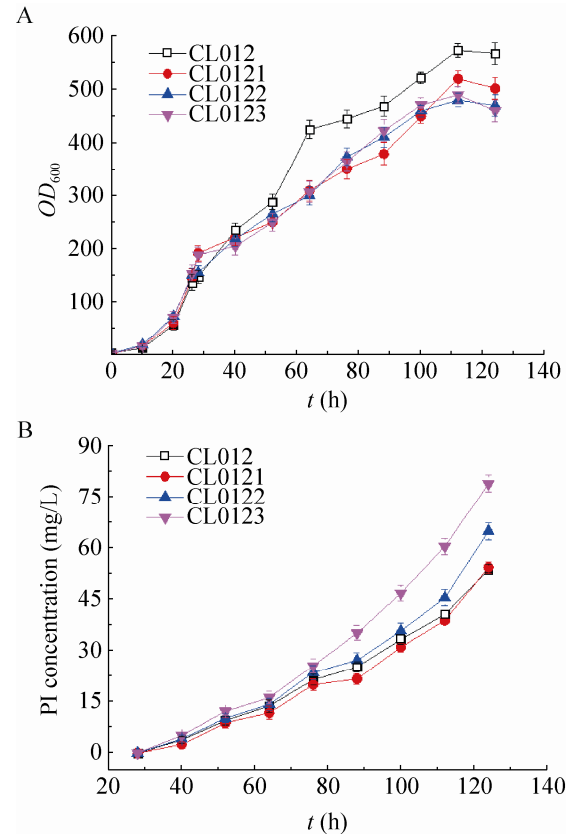 A
CL012
CL0121
CL0122
CL0123
600
500
400
300
200
100
OD600
0 20 40 60 80 100 120 140
t (h)
B
CL012
CL0121
CL0122
CL0123
90
75
60
45
30
15
0
PI concentration (mg/L)
20 40 60 80 100 120 140
t (h)